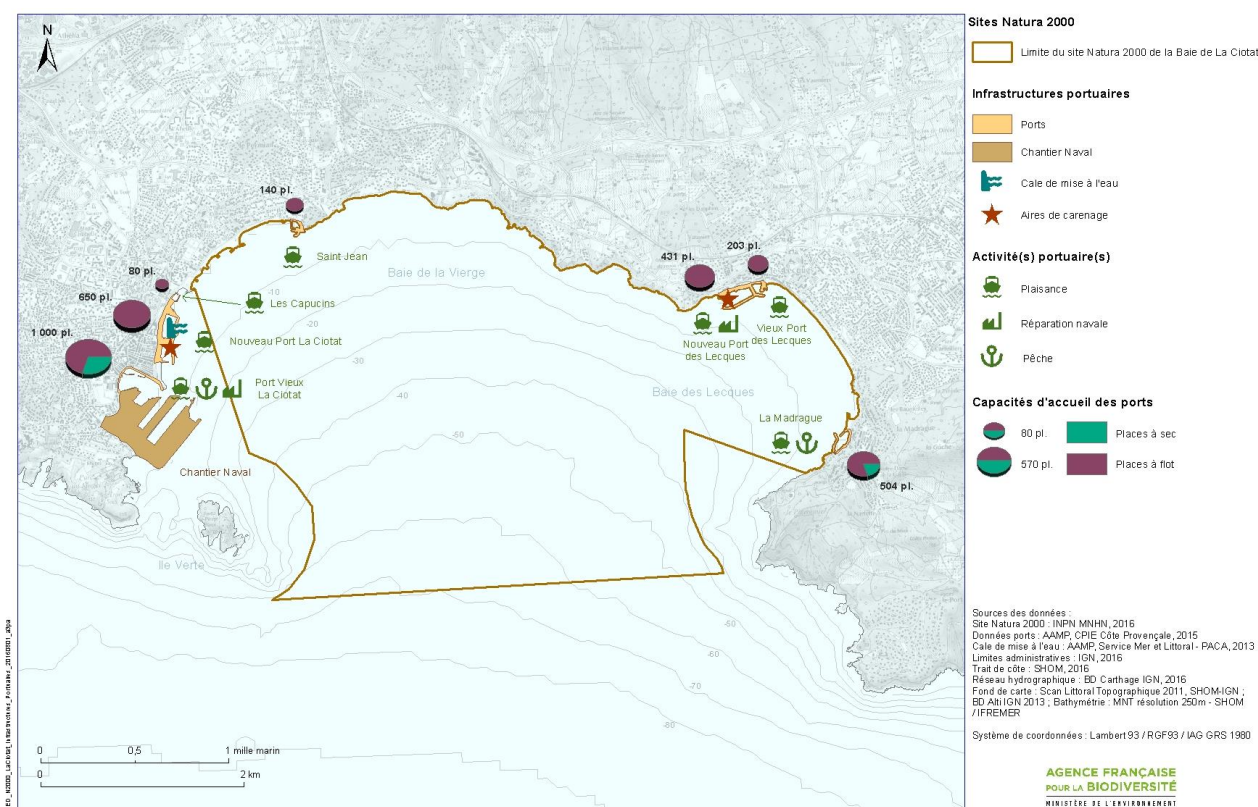 N
140 pl.
Saint Jean
80 pl.
Les Capucins
650 pl.
Nouveau Port La Ciotat
1 000 pl.
Port Vieux
La Ciotat
Chantier Naval
Ile Verte
Baie de la Vierge
-10
-20
-30
-40
-50
431 pl.
203 pl.
Nouveau Port
des Lecques
Vieux Port
des Lecques
Baie des Lecques
La Madrague
504 pl.
-50
-60
-70
-80
0 0,5 1 mille marin
0 2 km
Sites Natura 2000
Limite du site Natura 2000 de la Baie de La Ciotat
Infrastructures portuaires
Ports
Chantier Naval
Cale de mise à l'eau
Aires de carenage
Activité(s) portuaire(s)
Plaisance
Réparation navale
Pêche
Capacités d'accueil des ports
80 pl. Places à sec
570 pl. Places à flot
Sources des données :
Site Natura 2000 : INPN MNHN, 2016
Données ports : AAMP, CPIE Côte Provençale, 2015
Cale de mise à l'eau : AAMP, Service Mer et Littoral - PACA, 2013
Limites administratives : IGN, 2016
Trait de côte : SHOM, 2016
Réseau hydrographique : BD Carthage IGN, 2016
Fond de carte : Scan Littoral Topographique 2011, SHOM-IGN ;
BD Alti IGN 2013 ; Bathymétrie : MNT résolution 250m - SHOM
/ IFREMER
Système de coordonnées : Lambert 93 / RGF93 / IAG GRS 1980
AGENCE FRANÇAISE
POUR LA BIODIVERSITÉ
MINISTÈRE DE L'ENVIRONNEMENT